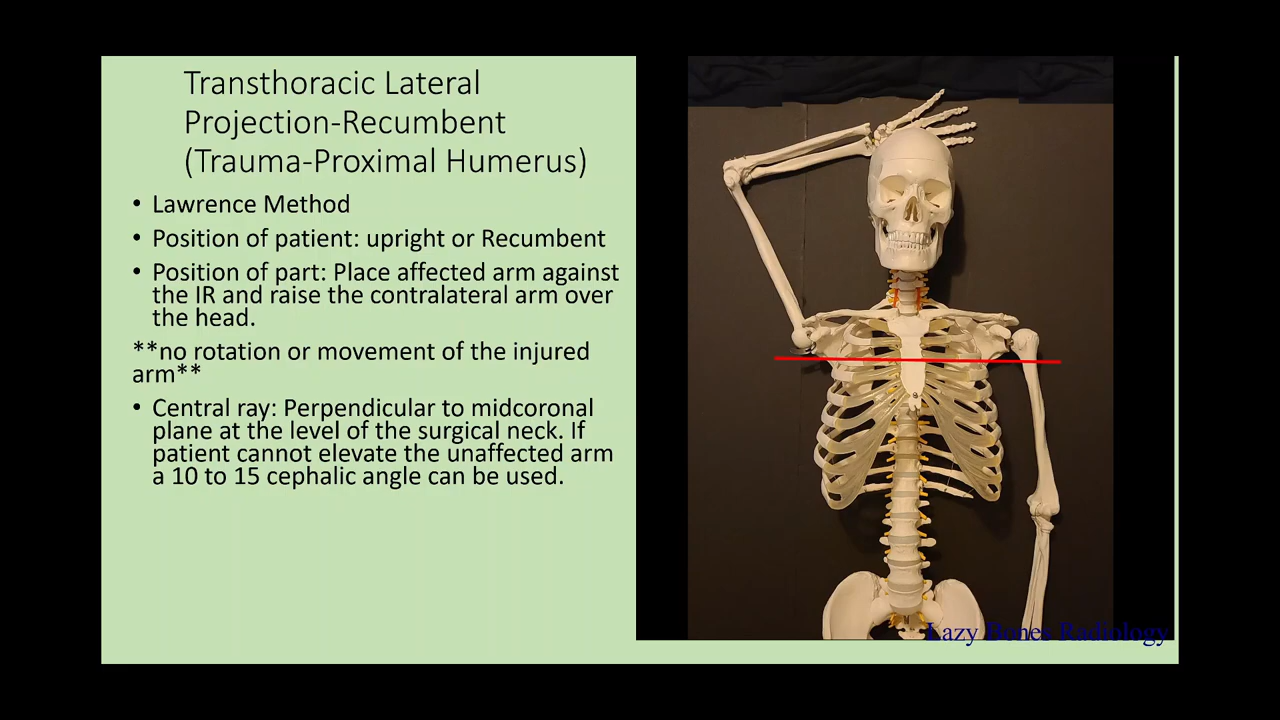 Transthoracic Lateral
Projection-Recumbent
(Trauma-Proximal Humerus)
• Lawrence Method
• Position of patient: upright or Recumbent
• Position of part: Place affected arm against
the IR and raise the contralateral arm over
the head.
**no rotation or movement of the injured
arm**
• Central ray: Perpendicular to midcoronal
plane at the level of the surgical neck. If
patient cannot elevate the unaffected arm
a 10 to 15 cephalic angle can be used.
Lazy Bones Radiology